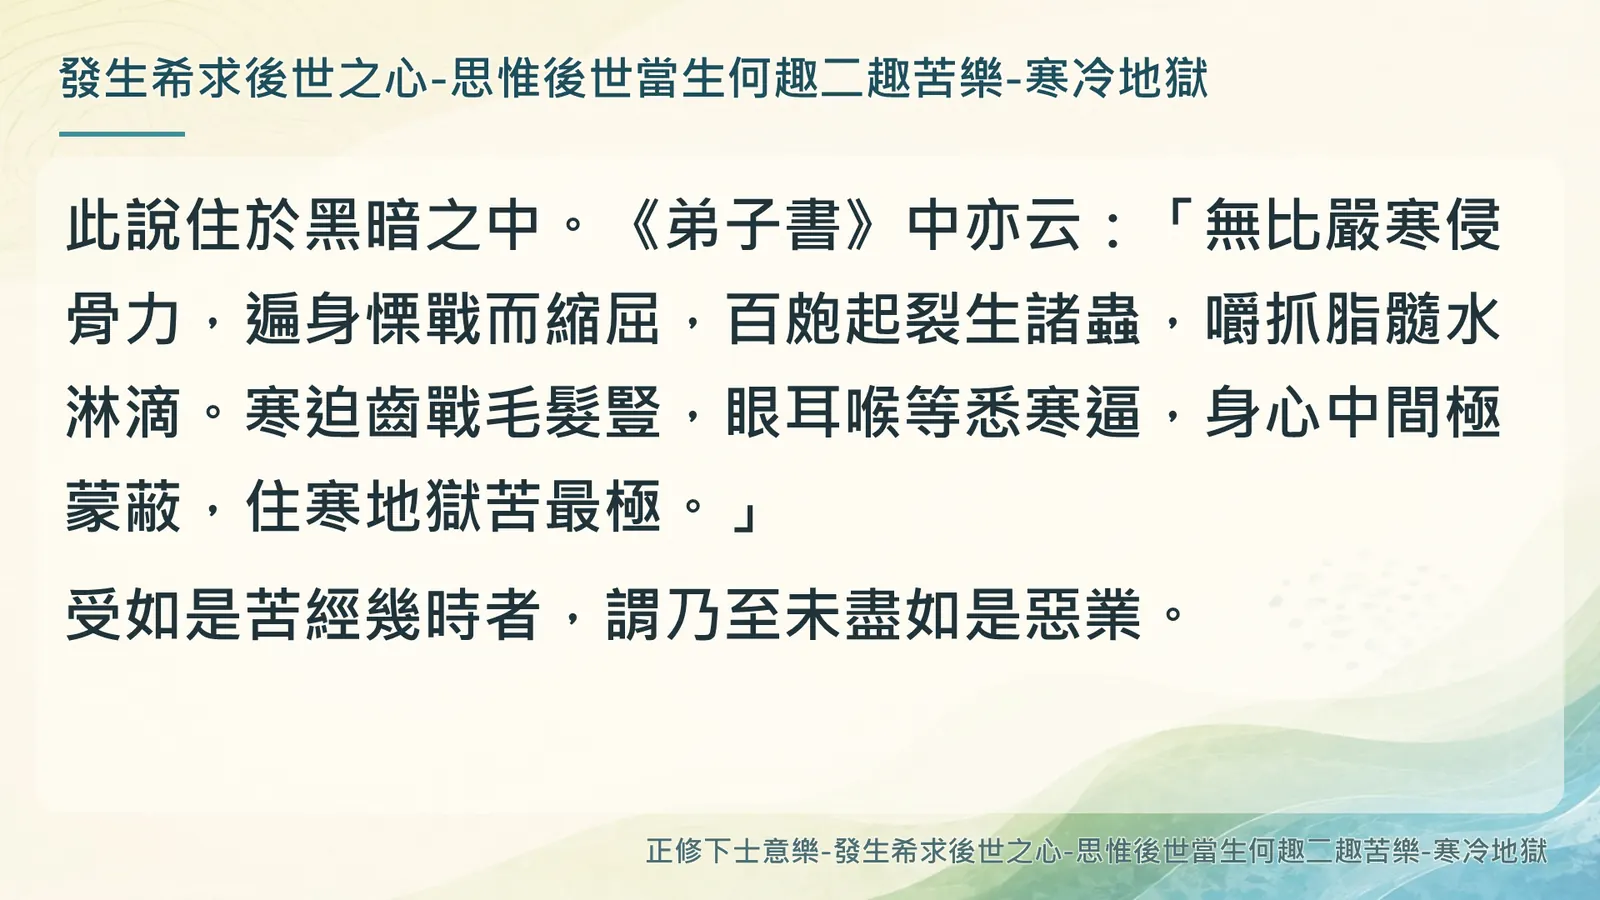 發生希求後世之心-思惟後世當生何趣二趣苦樂-寒冷地獄
此說住於黑暗之中。《弟子書》中亦云：「無比嚴寒侵
骨力，遍身慄戰而縮屈，百皰起裂生諸蟲，嚼抓脂髓水
淋滴。寒迫齒戰毛髮豎，眼耳喉等悉寒逼，身心中間極
蒙蔽，住寒地獄苦最極。」
受如是苦經幾時者，謂乃至未盡如是惡業。
正修下士意樂-發生希求後世之心-思惟後世當生何趣二趣苦樂-寒冷地獄